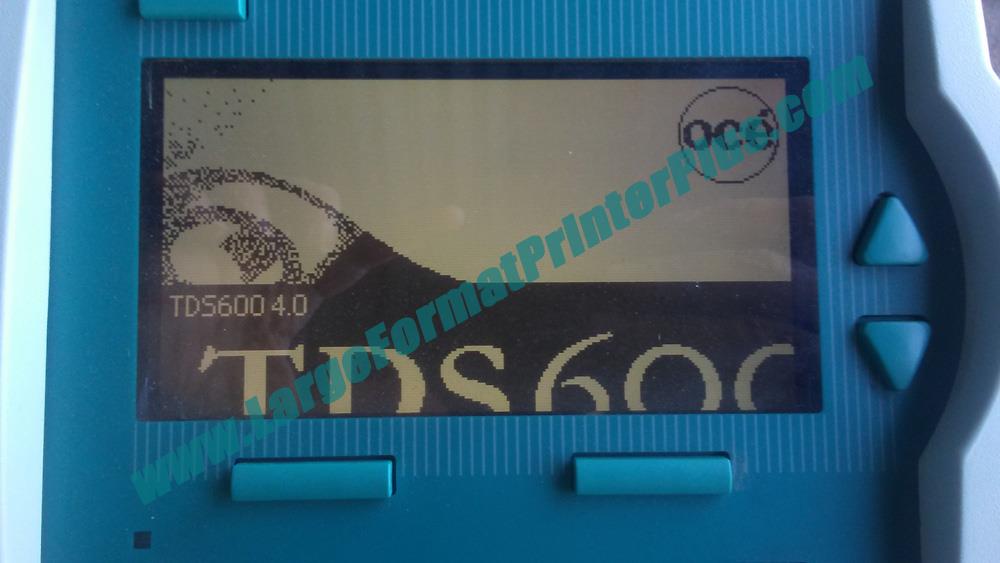 océ
TDS600 4.0
TDS600
www.LargeFormatPrinterPlus.com